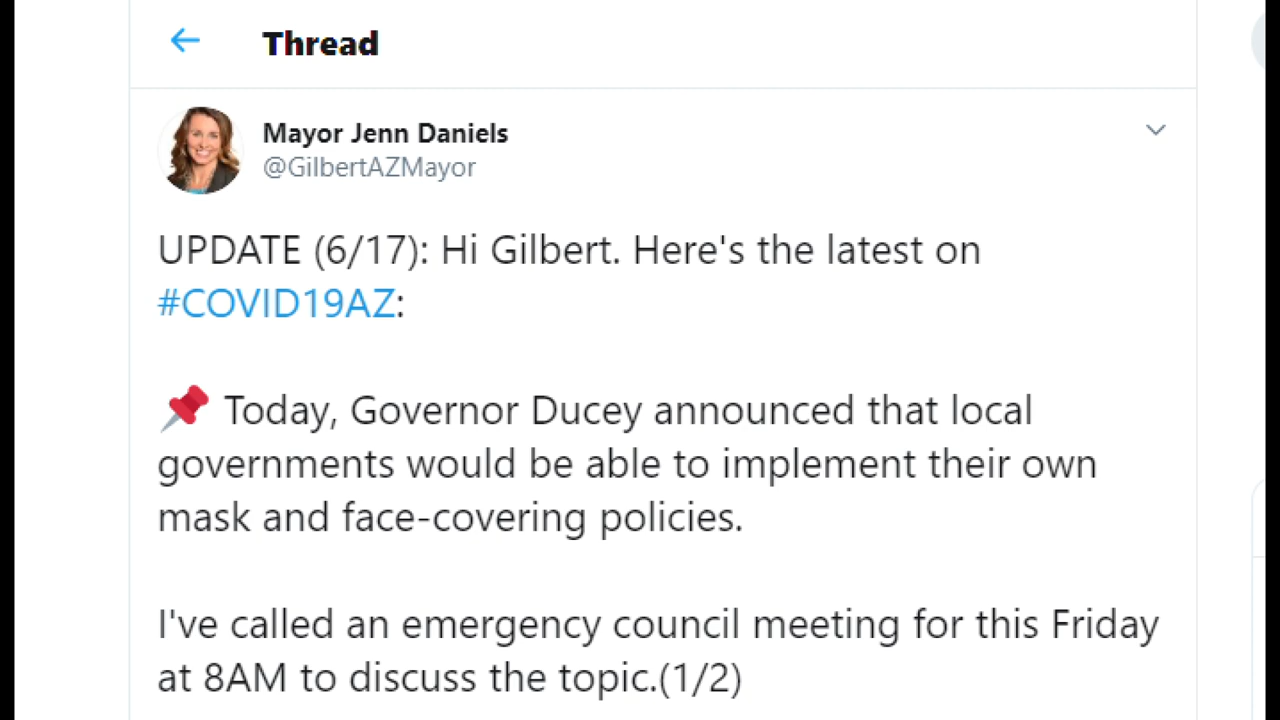 Thread
Mayor Jenn Daniels
@GilbertAZMayor
UPDATE (6/17): Hi Gilbert. Here's the latest on
#COVID19AZ:
📌 Today, Governor Ducey announced that local
governments would be able to implement their own
mask and face-covering policies.
I've called an emergency council meeting for this Friday
at 8AM to discuss the topic.(1/2)